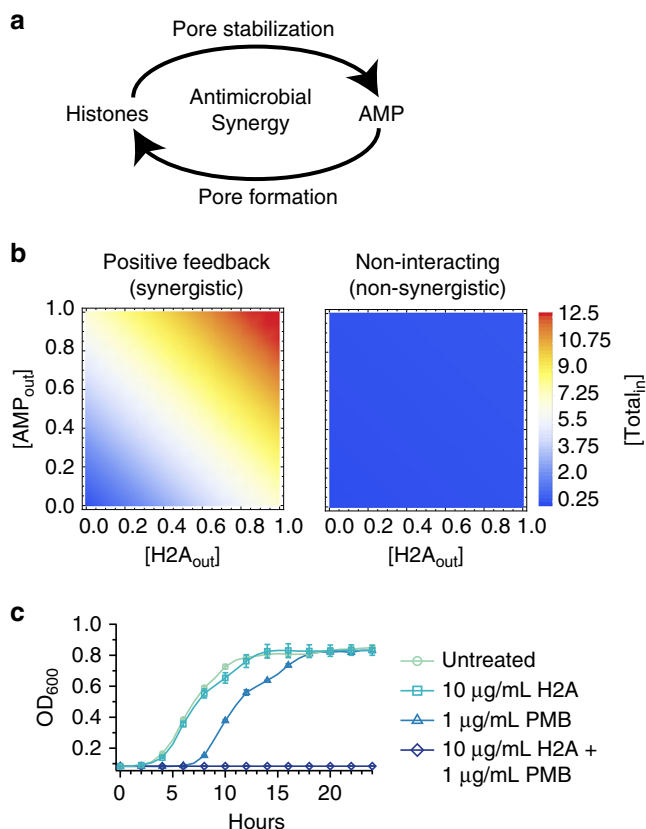 a
Pore stabilization
Histones
Antimicrobial
Synergy
AMP
Pore formation
b
Positive feedback
(synergistic)
Non-interacting
(non-synergistic)
1.0
0.8
0.6
0.4
0.2
0.0
[AMPout]
0.0 0.2 0.4 0.6 0.8 1.0
[H2Aout]
0.0 0.2 0.4 0.6 0.8 1.0
[H2Aout]
12.5
10.75
9.0
7.25
5.5
3.75
2.0
0.25
[Totalin]
c
1.0
0.8
0.6
0.4
0.2
OD600
0 5 10 15 20
Hours
Untreated
10 μg/mL H2A
1 μg/mL PMB
10 μg/mL H2A +
1 μg/mL PMB